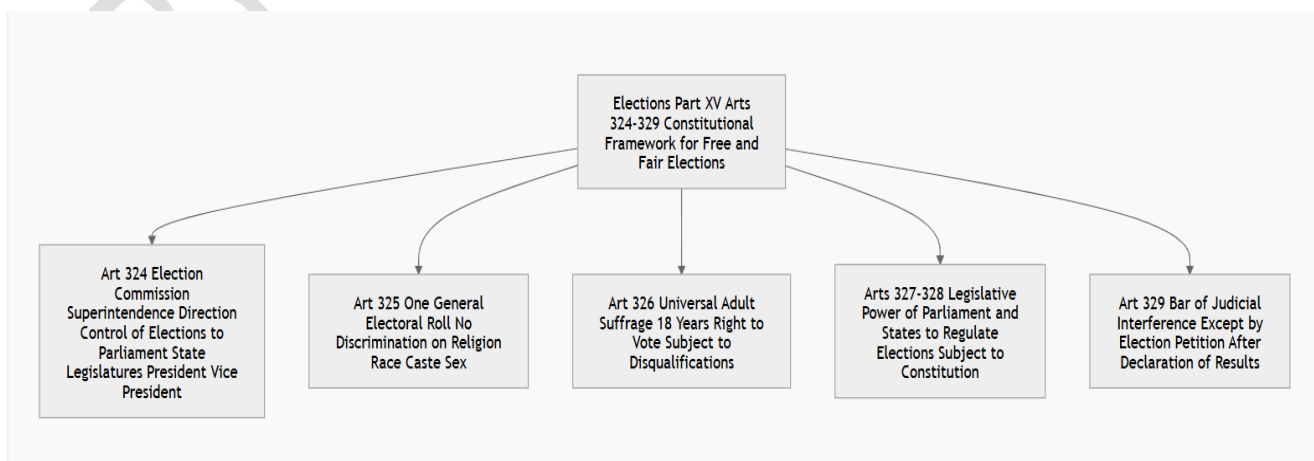 Elections Part XV Arts
324-329 Constitutional
Framework for Free and
Fair Elections
Art 324 Election
Commission
Superintendence Direction
Control of Elections to
Parliament State
Legislatures President Vice
President
Art 325 One General
Electoral Roll No
Discrimination on Religion
Race Caste Sex
Art 326 Universal Adult
Suffrage 18 Years Right to
Vote Subject to
Disqualifications
Arts 327-328 Legislative
Power of Parliament and
States to Regulate
Elections Subject to
Constitution
Art 329 Bar of Judicial
Interference Except by
Election Petition After
Declaration of Results